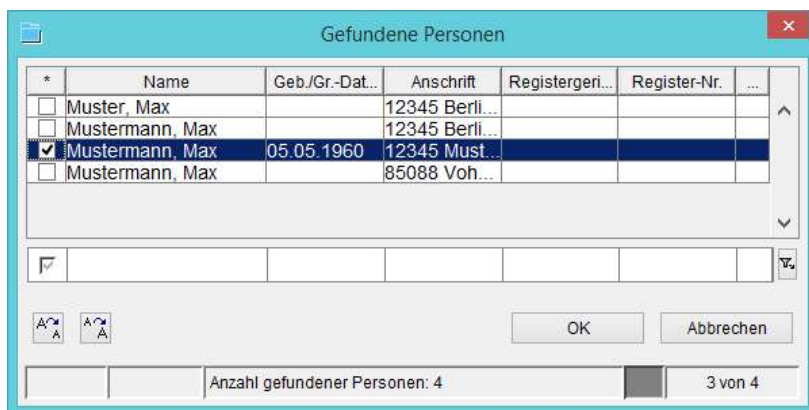 Gefundene Personen
* Name Geb./Gr.-Dat... Anschrift Registergeri... Register-Nr. ...
Muster, Max 12345 Berli...
Mustermann, Max 12345 Berli...
Mustermann, Max 05.05.1960 12345 Must...
Mustermann, Max 85088 Voh...
OK Abbrechen
Anzahl gefundener Personen: 4 3 von 4